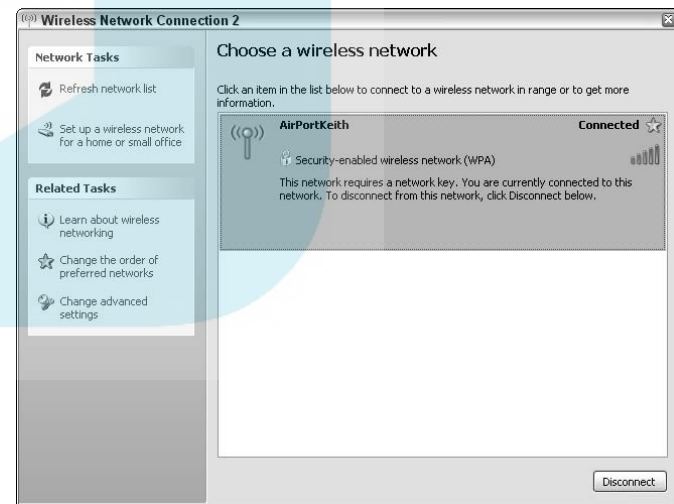 Wireless Network Connection 2
Network Tasks
Refresh network list
Set up a wireless network
for a home or small office
Related Tasks
Learn about wireless
networking
Change the order of
preferred networks
Change advanced
settings
Choose a wireless network
Click an item in the list below to connect to a wireless network in range or to get more
information.
AirPortKeith Connected
Security-enabled wireless network (WPA)
This network requires a network key. You are currently connected to this
network. To disconnect from this network, click Disconnect below.
Disconnect